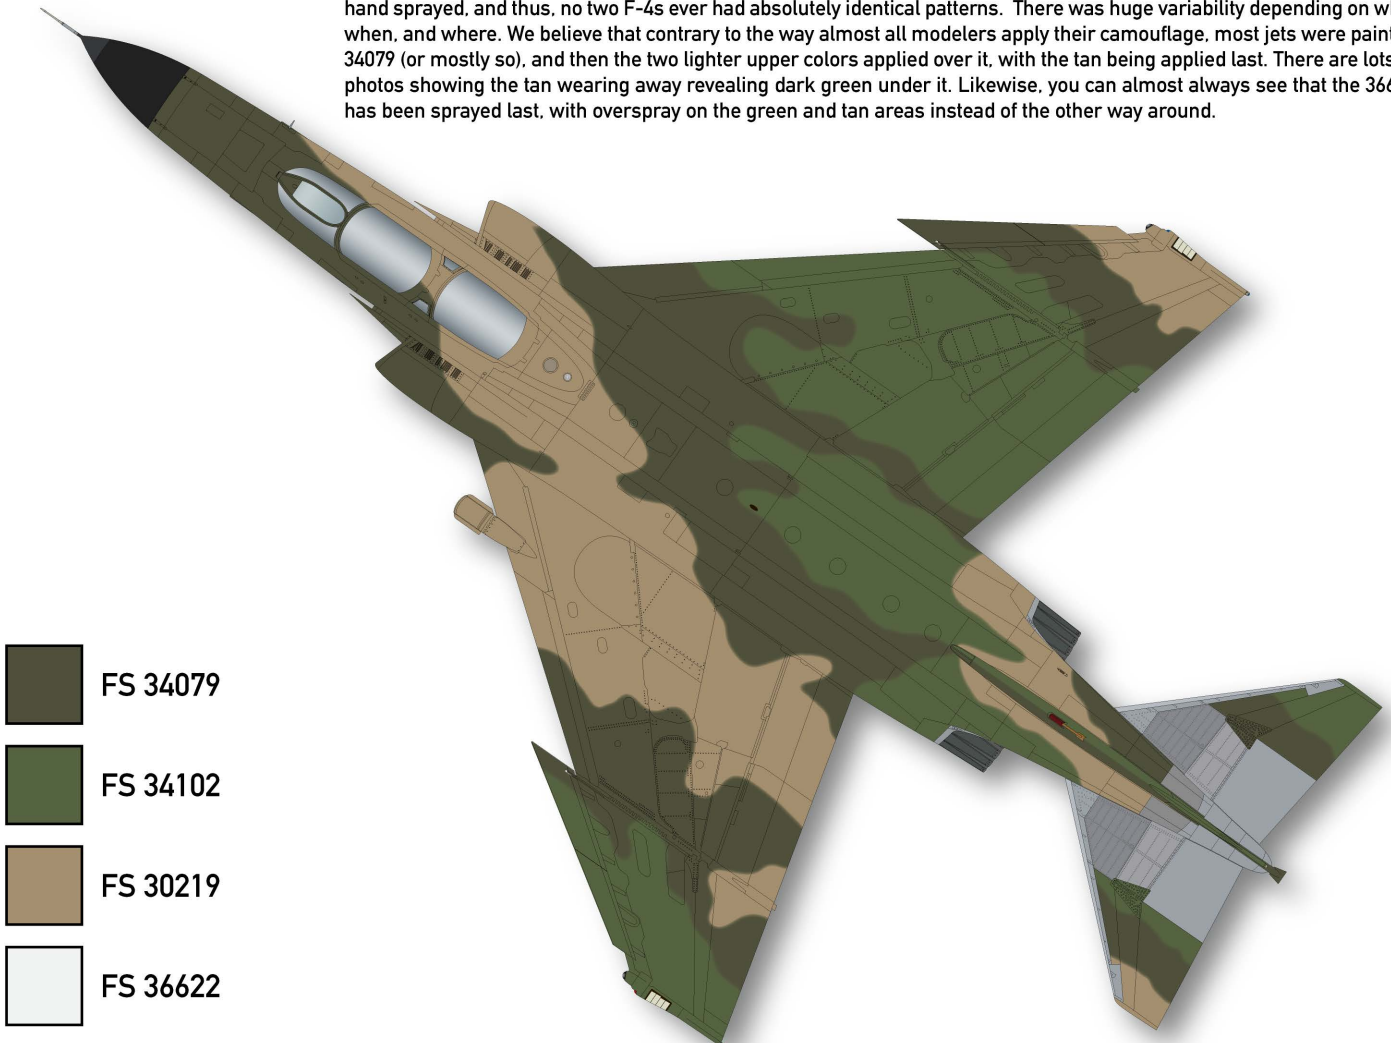 hand sprayed, and thus, no two F-4s ever had absolutely identical patterns. There was huge variability depending on
when, and where. We believe that contrary to the way almost all modelers apply their camouflage, most jets were
34079 (or mostly so), and then the two lighter upper colors applied over it, with the tan being applied last. There are lots
photos showing the tan wearing away revealing dark green under it. Likewise, you can almost always see that the
has been sprayed last, with overspray on the green and tan areas instead of the other way around.
FS 34079
FS 34102
FS 30219
FS 36622